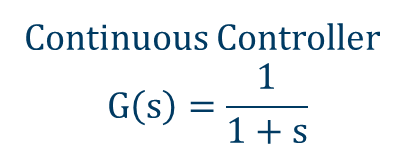 Continuous Controller
G(s) = 1 / 1 + s